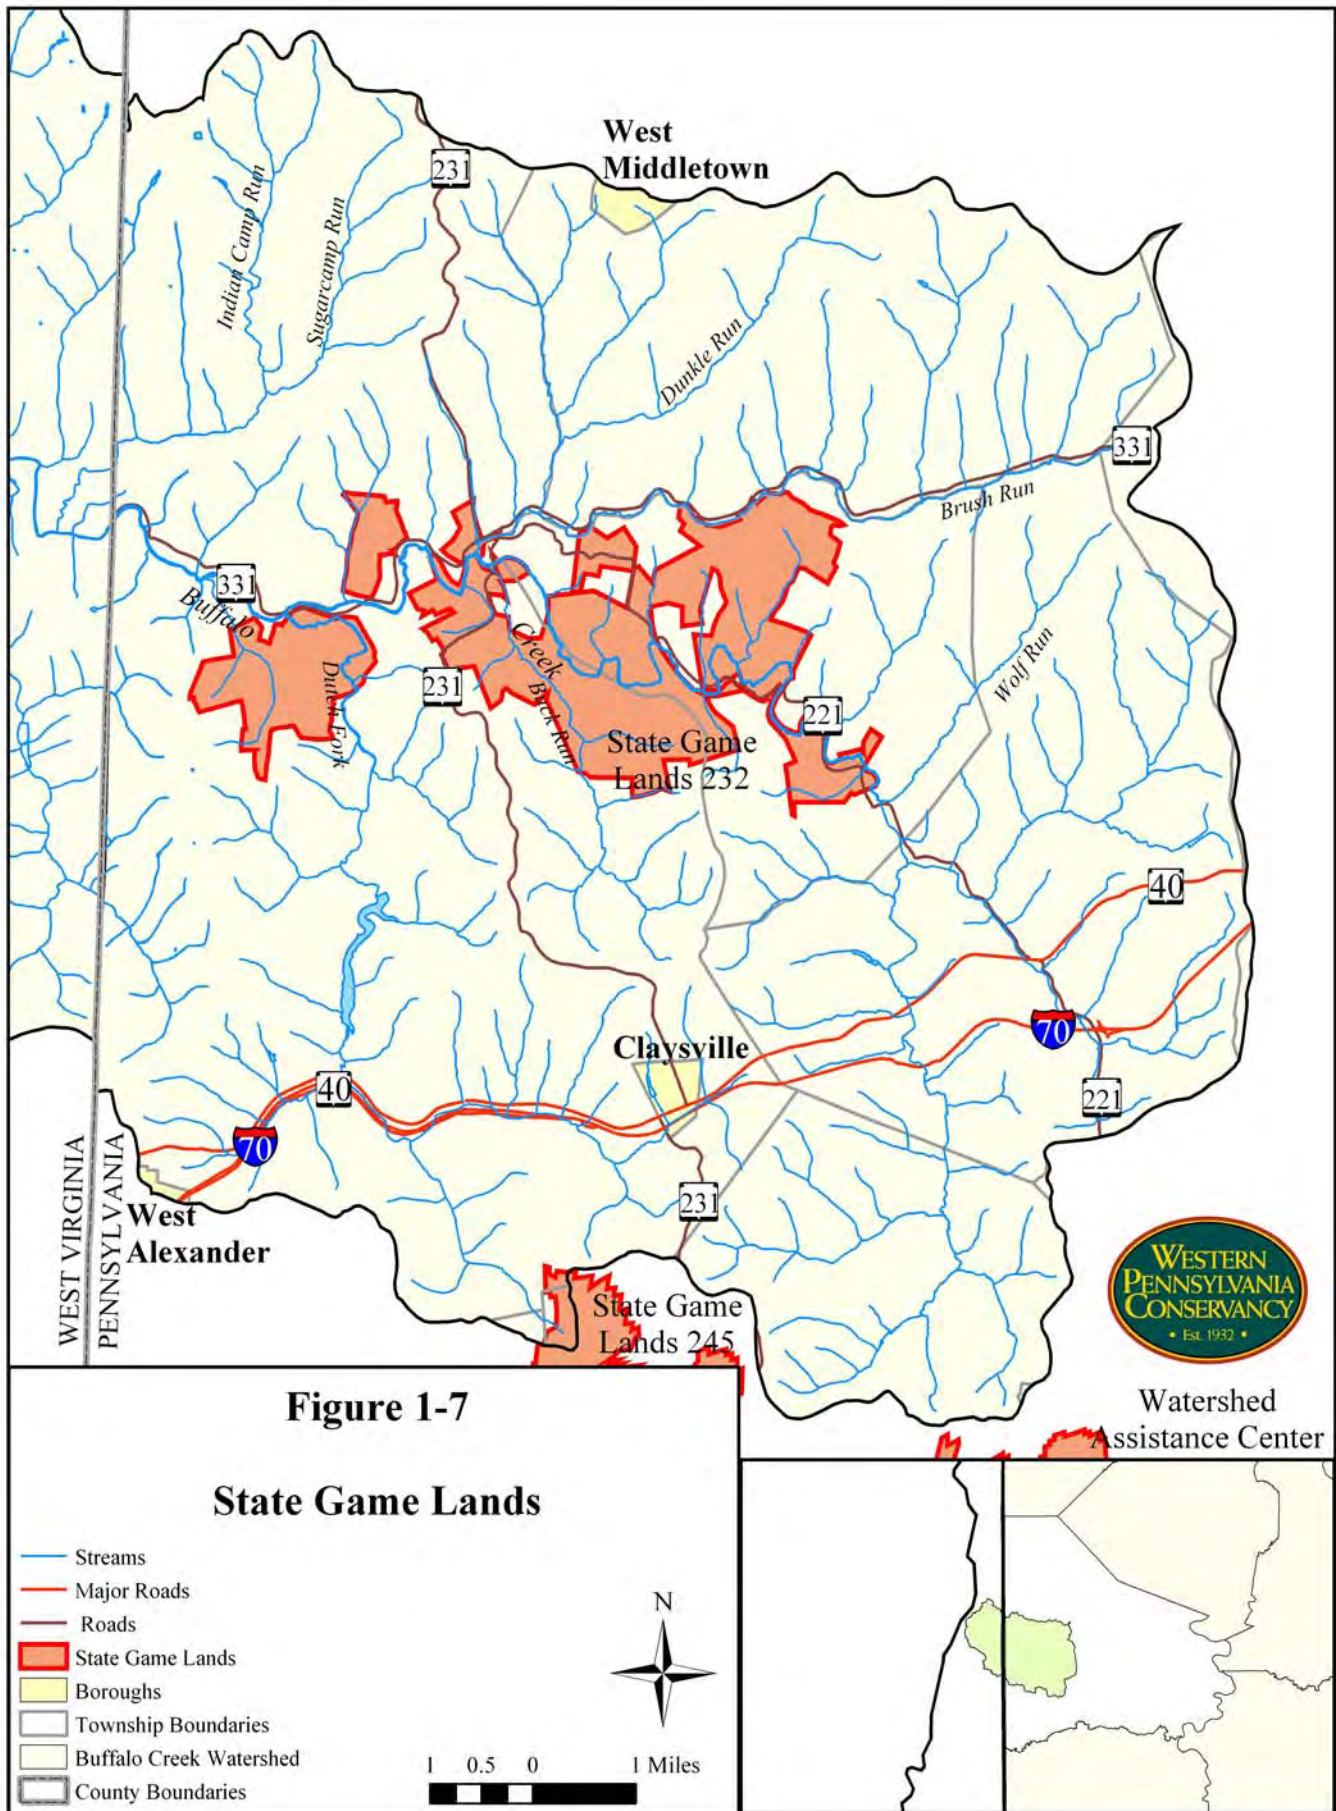 West
Middletown
231
Indian Camp Run
Sugarcamp Run
Dunkle Run
331
Brush Run
331
Buffalo
Creek
Dutch Fork
231
Buck Run
Wolf Run
221
State Game
Lands 232
40
70
Claysville
40
221
70
WEST VIRGINIA
PENNSYLVANIA
West
Alexander
231
State Game
Lands 245
WESTERN
PENNSYLVANIA
CONSERVANCY
• Est. 1932 •
Watershed
Assistance Center
Figure 1-7
State Game Lands
Streams
Major Roads
Roads
State Game Lands
Boroughs
Township Boundaries
Buffalo Creek Watershed
County Boundaries
N
1 0.5 0 1 Miles